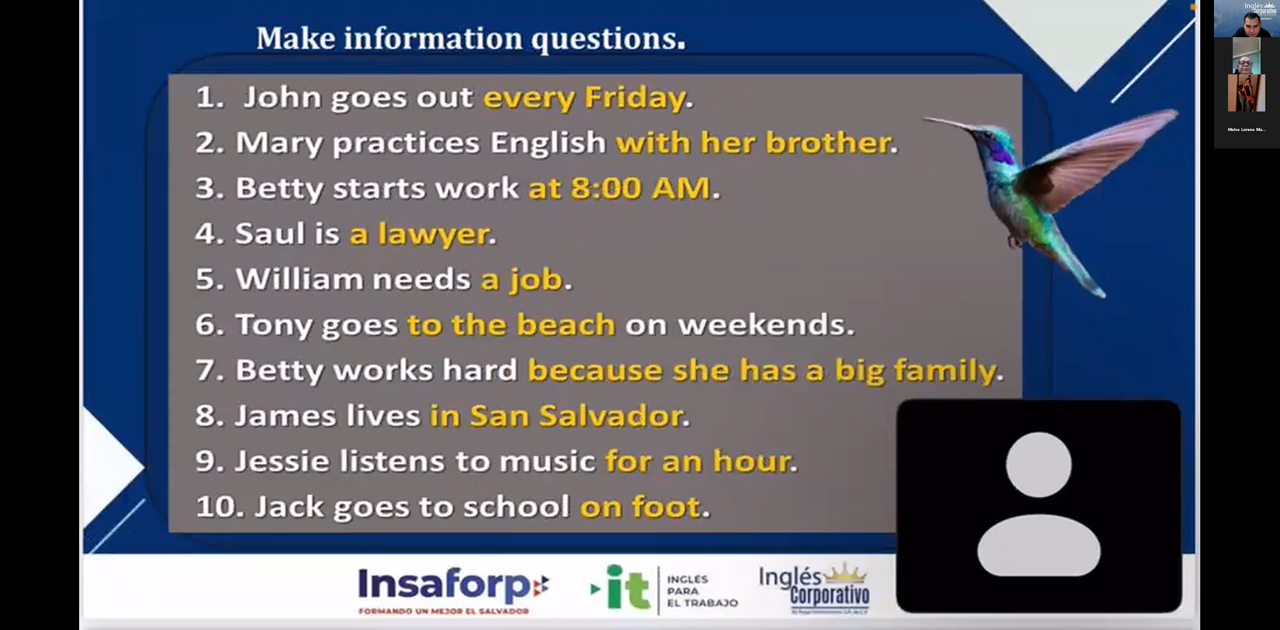 Make information questions.
1. John goes out every Friday.
2. Mary practices English with her brother.
3. Betty starts work at 8:00 AM.
4. Saul is a lawyer.
5. William needs a job.
6. Tony goes to the beach on weekends.
7. Betty works hard because she has a big family.
8. James lives in San Salvador.
9. Jessie listens to music for an hour.
10. Jack goes to school on foot.
Insaforp
FORMANDO UN MEJOR EL SALVADOR
it
INGLÉS
PARA
EL TRABAJO
Inglés
Corporativo
Inglés
Corporativo